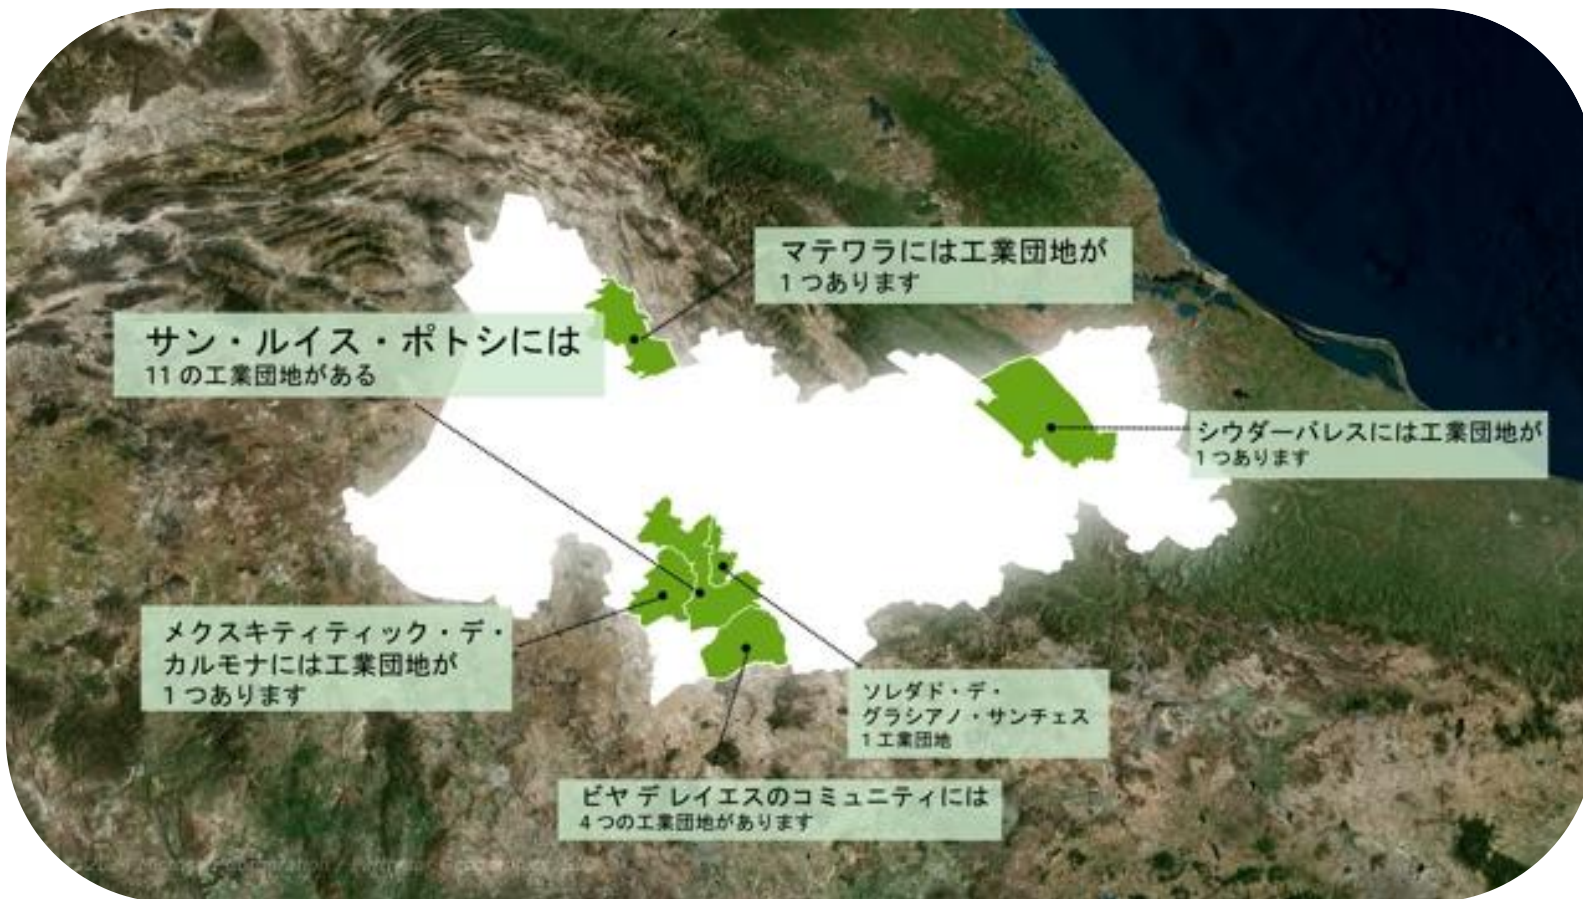 マテワラには工業団地が
1 つあります
サン・ルイス・ポトシには
11 の工業団地がある
シウダーバレスには工業団地が
1 つあります
メクスキティティック・デ・
カルモナには工業団地が
1 つあります
ソレダド・デ・
グラシアノ・サンチェス
1 工業団地
ビヤ デ レイエスのコミュニティには
4 つの工業団地があります